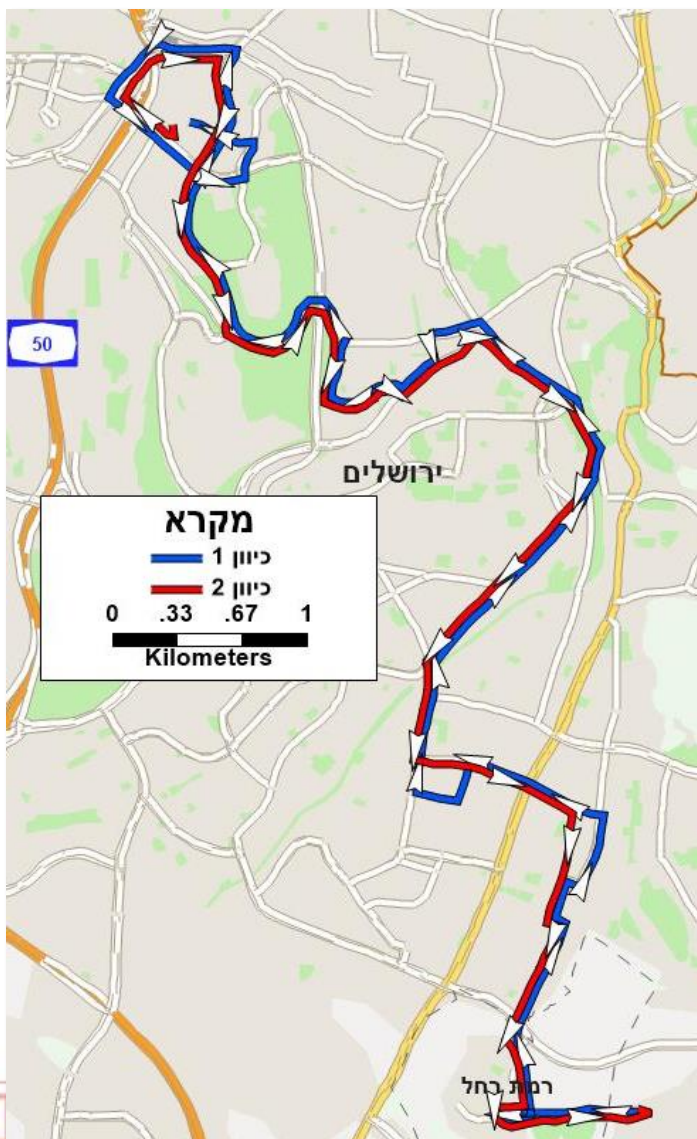 50
ירושלים
מקרא
כיוון 1
כיוון 2
0 .33 .67 1
Kilometers
רמת רחל